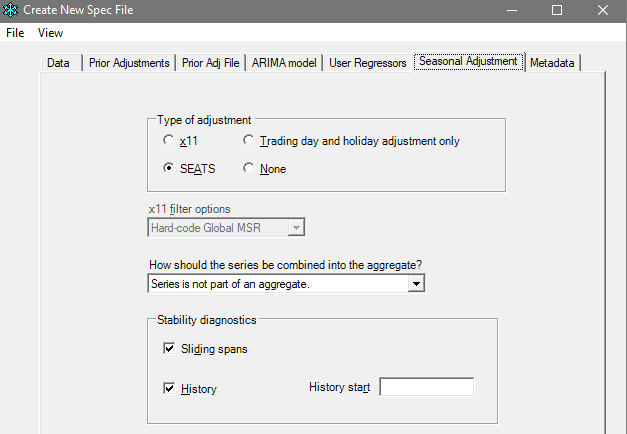 Create New Spec File
File View
Data Prior Adjustments Prior Adj File ARIMA model User Regressors Seasonal Adjustment Metadata
Type of adjustment
x11 Trading day and holiday adjustment only
SEATS None
x11 filter options
Hard-code Global MSR
How should the series be combined into the aggregate?
Series is not part of an aggregate.
Stability diagnostics
Sliding spans
History History start